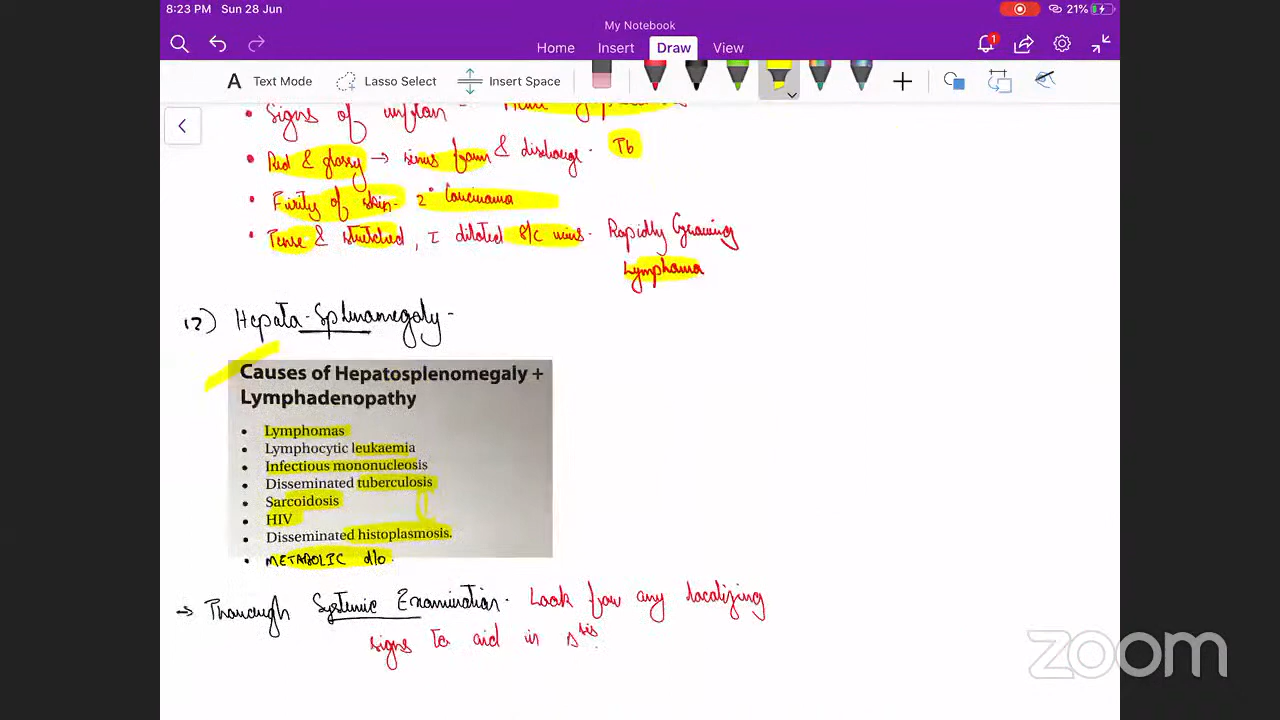 8:23 PM Sun 28 Jun
21%
My Notebook
Home Insert Draw View
1
A Text Mode Lasso Select Insert Space
• Signs of
• Red & glossy → sinus form & discharge. Tb
• Fixity of skin. 2° Carcinoma
• Tense & stretched, dilated s/c veins. Rapidly Growing
Lymphoma
12) Hepato-Splenomegaly-
Causes of Hepatosplenomegaly +
Lymphadenopathy
• Lymphomas
• Lymphocytic leukaemia
• Infectious mononucleosis
• Disseminated tuberculosis
• Sarcoidosis
• HIV
• Disseminated histoplasmosis.
• METABOLIC d/o.
→ Thorough Systemic Examination. Look for any localizing
signs to aid in Δsis.
zoom